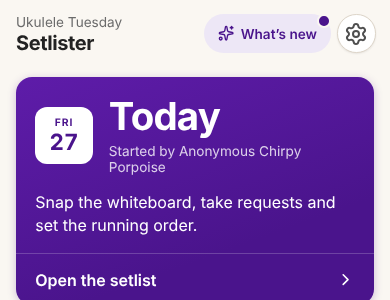 Ukulele Tuesday
Setlister
What's new
FRI
27
Today
Started by Anonymous Chirpy
Porpoise
Snap the whiteboard, take requests and
set the running order.
Open the setlist